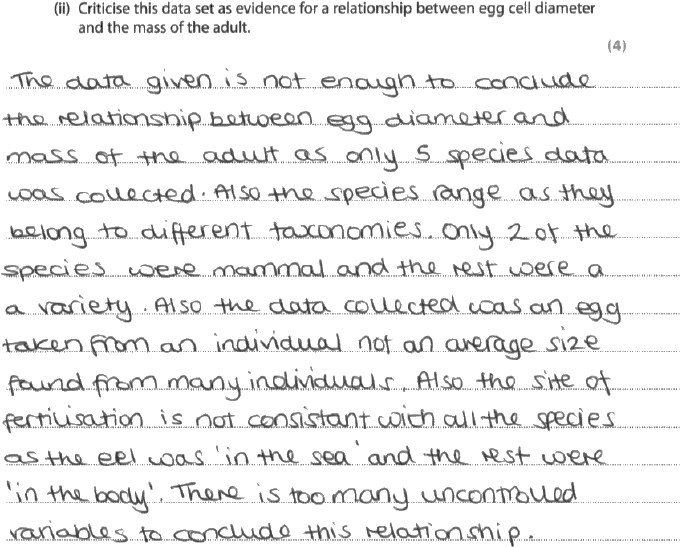 (ii) Criticise this data set as evidence for a relationship between egg cell diameter
and the mass of the adult.
(4)
The data given is not enough to conclude
the relationship between egg diameter and
mass of the adult as only 5 species data
was collected. Also the species range as they
belong to different taxonomies. Only 2 of the
species were mammal and the rest were a
a variety. Also the data collected was an egg
taken from an individual not an average size
found from many individuals. Also the site of
fertilisation is not consistant with all the species
as the eel was 'in the sea' and the rest were
'in the body'. There is too many uncontrolled
variables to conclude this relationship.